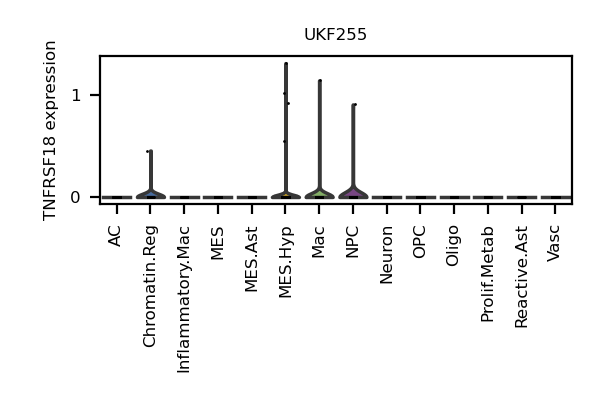 UKF255
TNFRSF18 expression
1
0
AC
Chromatin.Reg
Inflammatory.Mac
MES
MES.Ast
MES.Hyp
Mac
NPC
Neuron
OPC
Oligo
Prolif.Metab
Reactive.Ast
Vasc